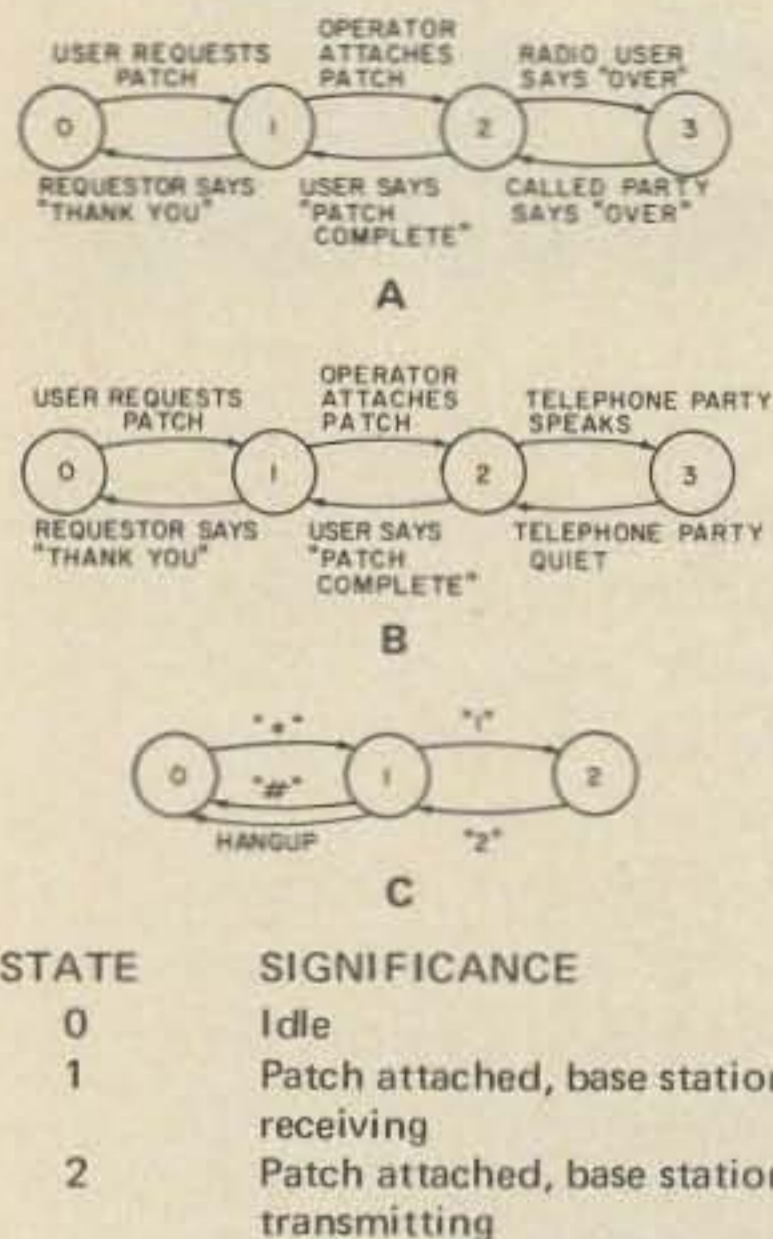 USER REQUESTS
PATCH
OPERATOR
ATTACHES
PATCH
RADIO USER
SAYS "OVER"
0
1
2
3
REQUESTOR SAYS
"THANK YOU"
USER SAYS
"PATCH
COMPLETE"
CALLED PARTY
SAYS "OVER"
A
USER REQUESTS
PATCH
OPERATOR
ATTACHES
PATCH
TELEPHONE PARTY
SPEAKS
0
1
2
3
REQUESTOR SAYS
"THANK YOU"
USER SAYS
"PATCH
COMPLETE"
TELEPHONE PARTY
QUIET
B
"*"
"1"
0
"#"
1
2
HANGUP
"2"
C
STATE SIGNIFICANCE
0 Idle
1 Patch attached, base station
receiving
2 Patch attached, base station
transmitting